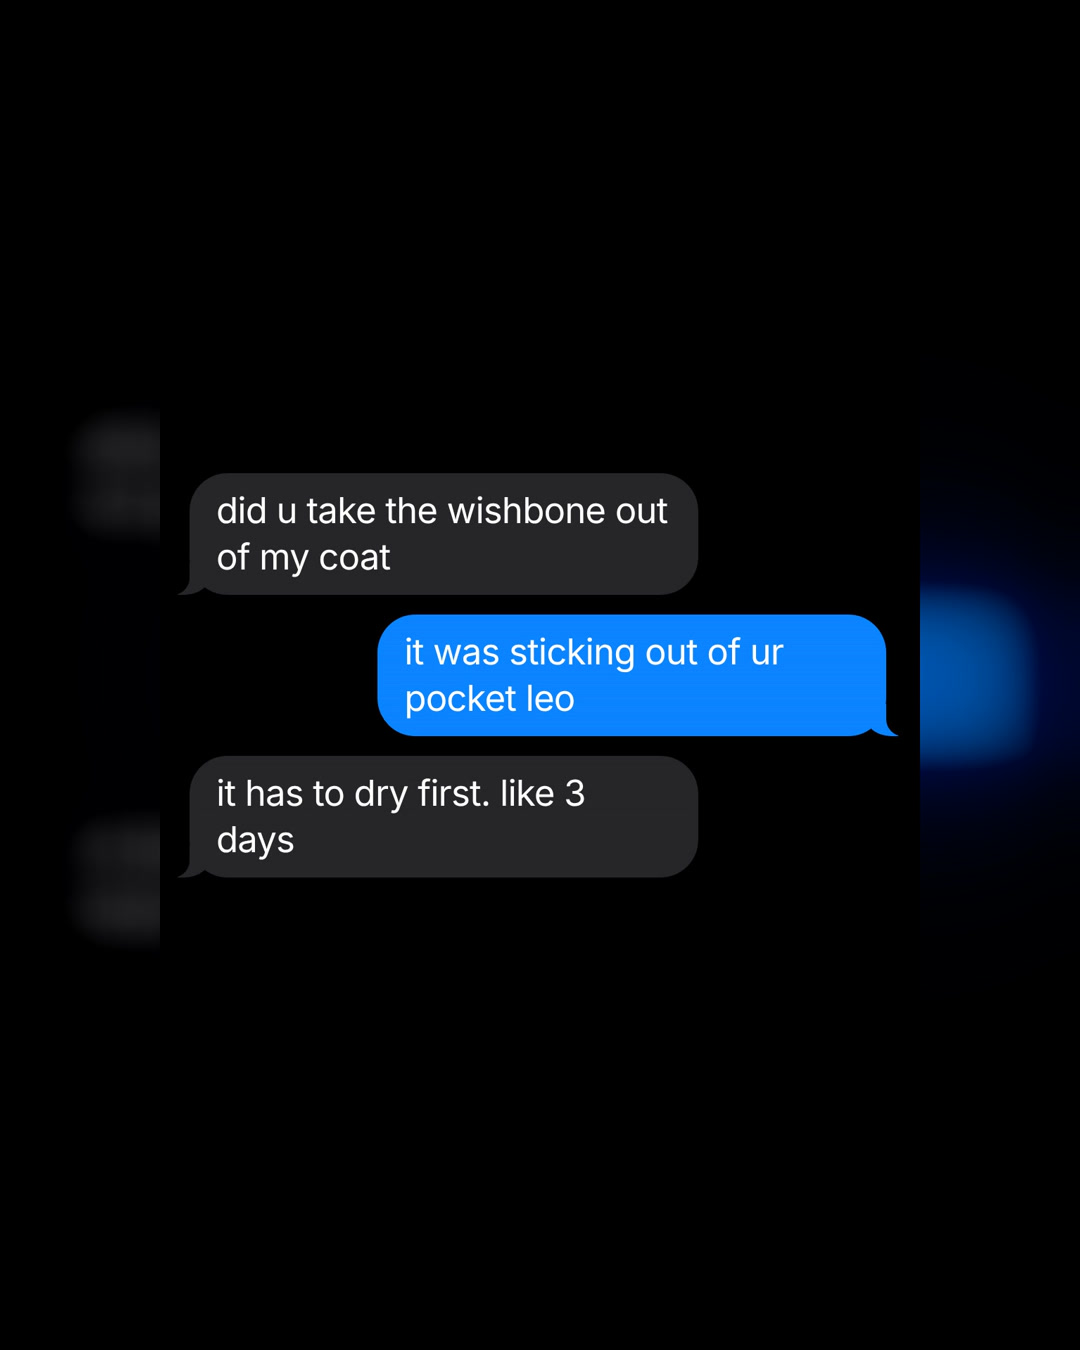 did u take the wishbone out
of my coat
it was sticking out of ur
pocket leo
it has to dry first. like 3
days